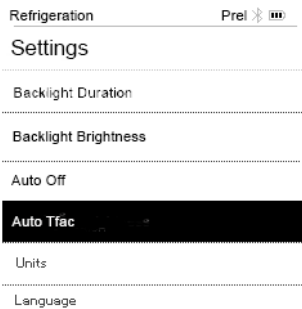 Refrigeration Prel
Settings
Backlight Duration
Backlight Brightness
Auto Off
Auto Tfac
Units
Language